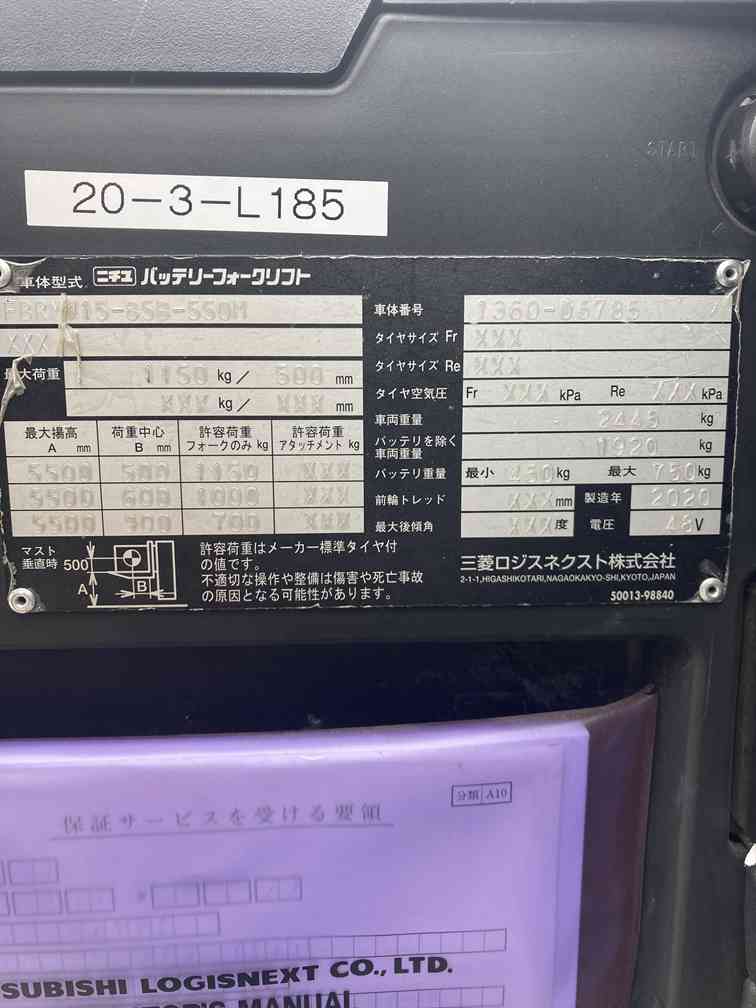 START
20-3-L185
車体型式 ニチユ バッテリーフォークリフト
XXX
最大荷重 1150 kg/ 500 mm
XXX kg/ XXX mm
最大揚高 A mm 荷重中心 B mm 許容荷重 フォークのみ kg 許容荷重 アタッチメント kg
5500 500 1150 XXX
5500 600 1000 XXX
5500 900 700 XXX
マスト垂直時 500 A B
許容荷重はメーカー標準タイヤ付
の値です。
不適切な操作や整備は傷害や死亡事故
の原因となる可能性があります。
車体番号 1360-05785
タイヤサイズ Fr XXX
タイヤサイズ Re XXX
タイヤ空気圧 Fr XXX kPa Re XXX kPa
車両重量 2445 kg
バッテリを除く車両重量 1920 kg
バッテリ重量 最小 450 kg 最大 750 kg
前輪トレッド XXX mm 製造年 2020
最大後傾角 XXX 度 電圧 48 V
三菱ロジスネクスト株式会社
2-1-1,HIGASHIKOTARI,NAGAOKAKYO-SHI,KYOTO,JAPAN
50013-98840
分類 A10
保証サービスを受ける要領
SUBISHI LOGISNEXT CO., LTD.
TOR'S MANUAL